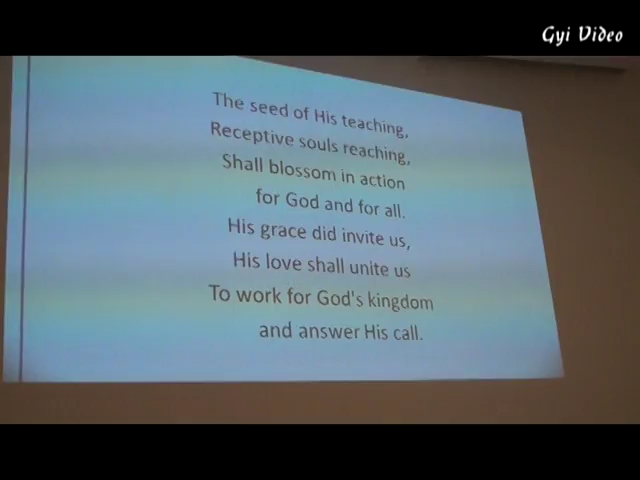 Gyi Video
The seed of His teaching,
Receptive souls reaching,
Shall blossom in action
for God and for all.
His grace did invite us,
His love shall unite us
To work for God's kingdom
and answer His call.